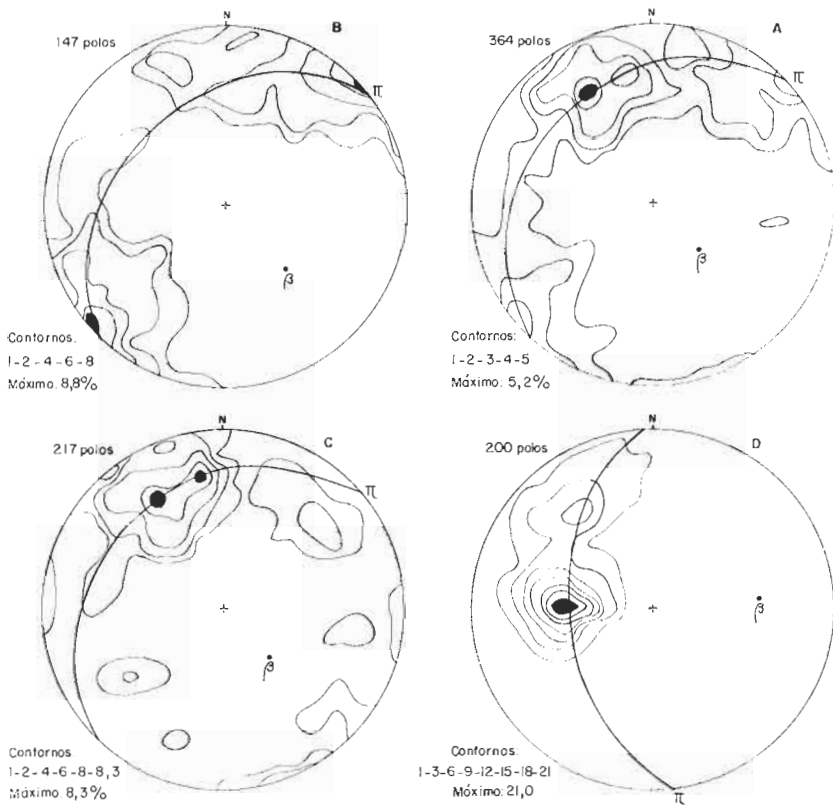 N
B
147 polos
π
β
Contornos.
1-2-4-6-8
Máximo: 8,8%
N
A
364 polos
π
β
Contornos:
1-2-3-4-5
Máximo: 5,2%
N
C
217 polos
π
β
Contornos.
1-2-4-6-8-8,3
Máximo: 8,3%
N
D
200 polos
β
Contornos:
1-3-6-9-12-15-18-21
Máximo: 21,0
π